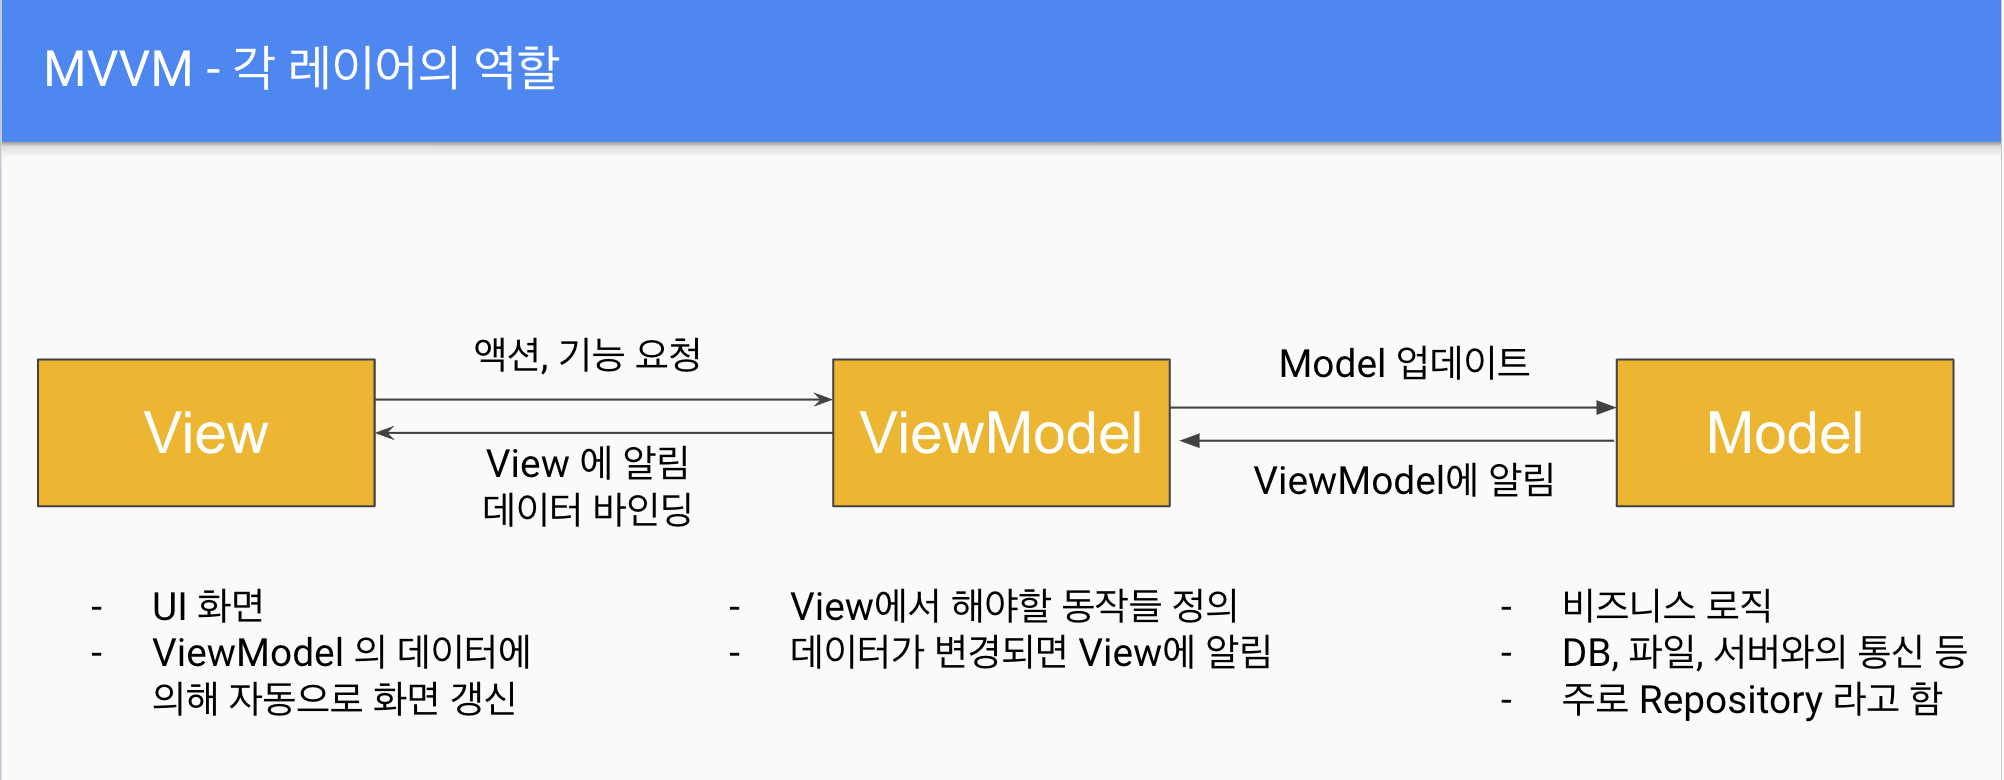 MVVM - 각 레이어의 역할
액션, 기능 요청
Model 업데이트
View
ViewModel
Model
View 에 알림
데이터 바인딩
ViewModel에 알림
- UI 화면
- ViewModel 의 데이터에
의해 자동으로 화면 갱신
- View에서 해야할 동작들 정의
- 데이터가 변경되면 View에 알림
- 비즈니스 로직
- DB, 파일, 서버와의 통신 등
- 주로 Repository 라고 함